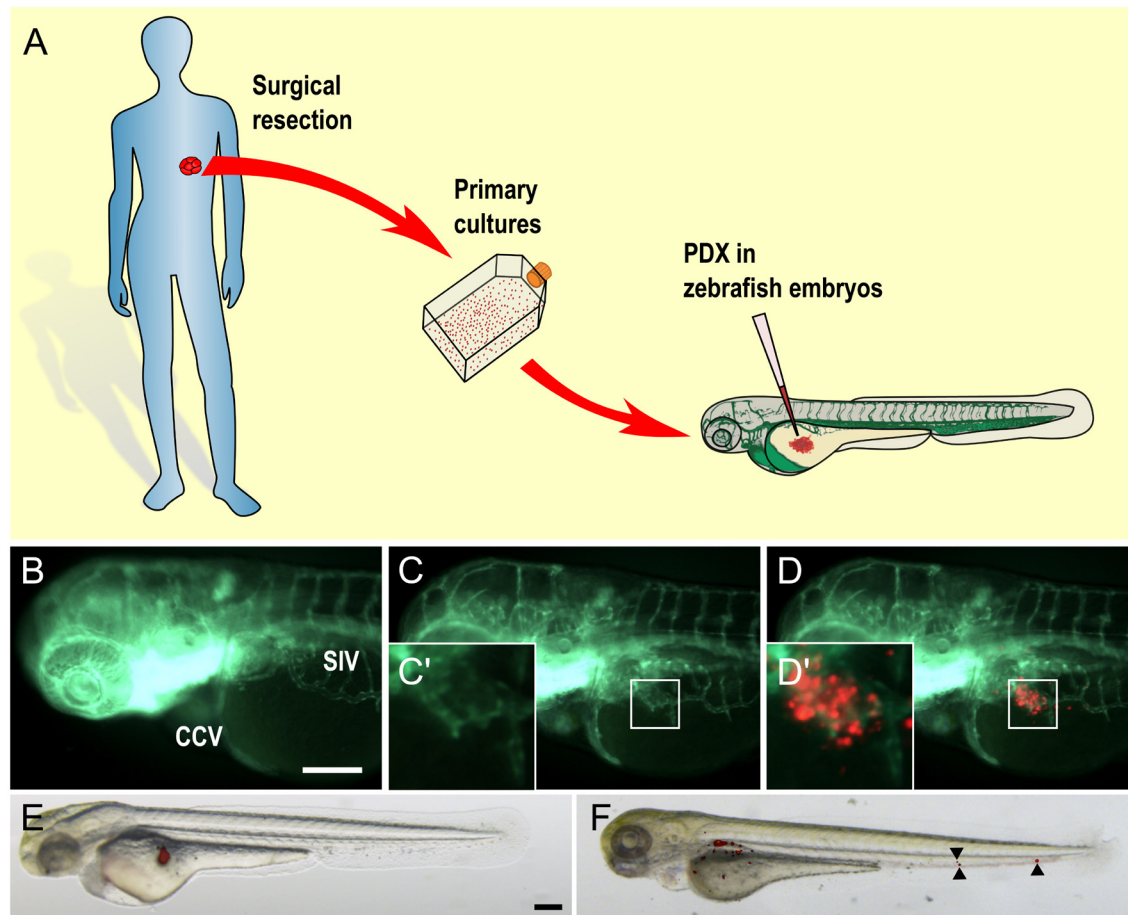 A
Surgical
resection
Primary
cultures
PDX in
zebrafish embryos
B
SIV
CCV
C
C'
D
D'
E
F